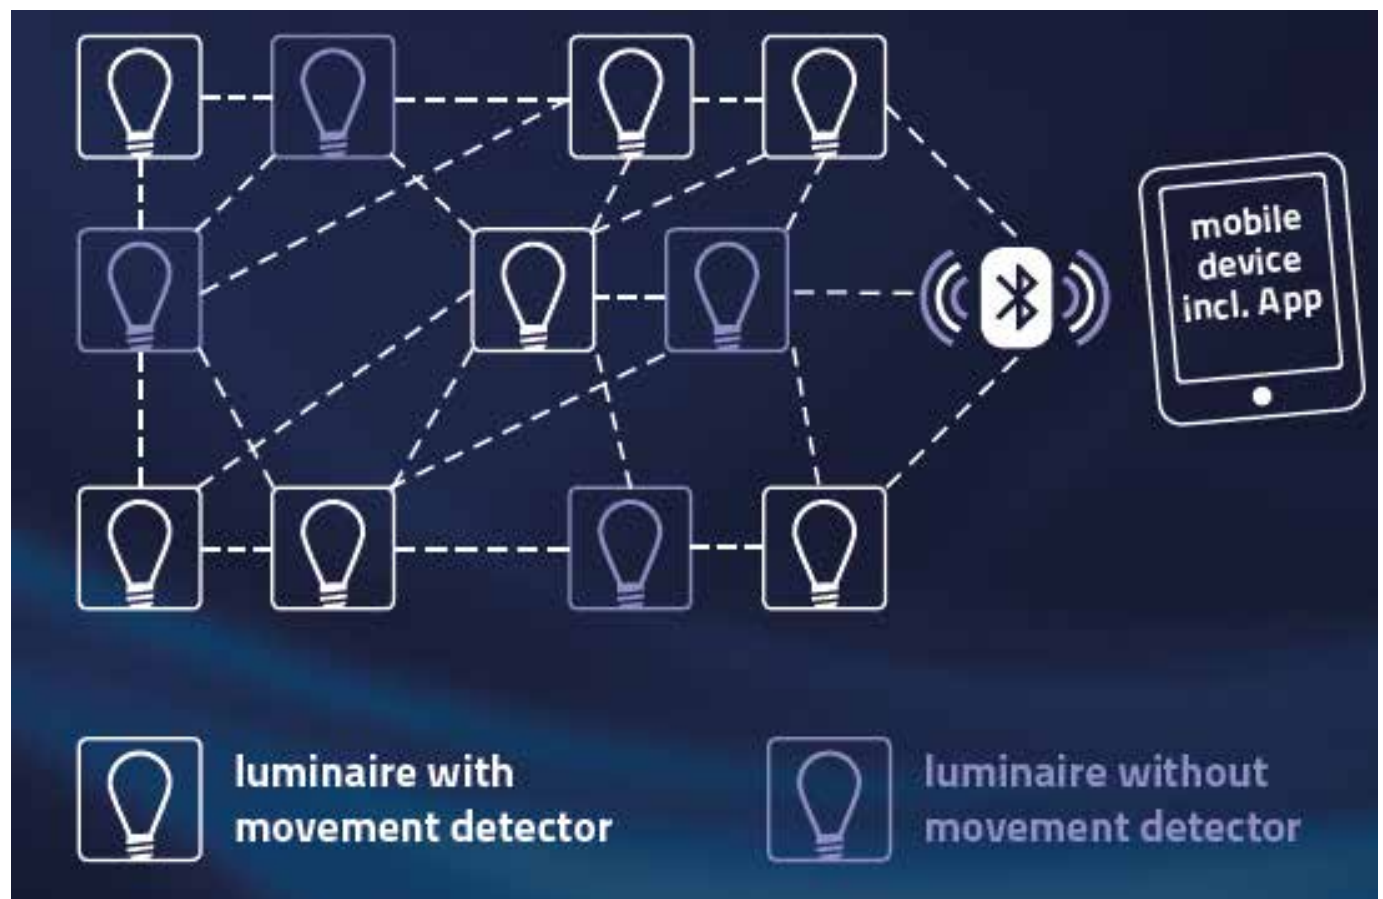 mobile
device
incl. App
luminaire with
movement detector
luminaire without
movement detector